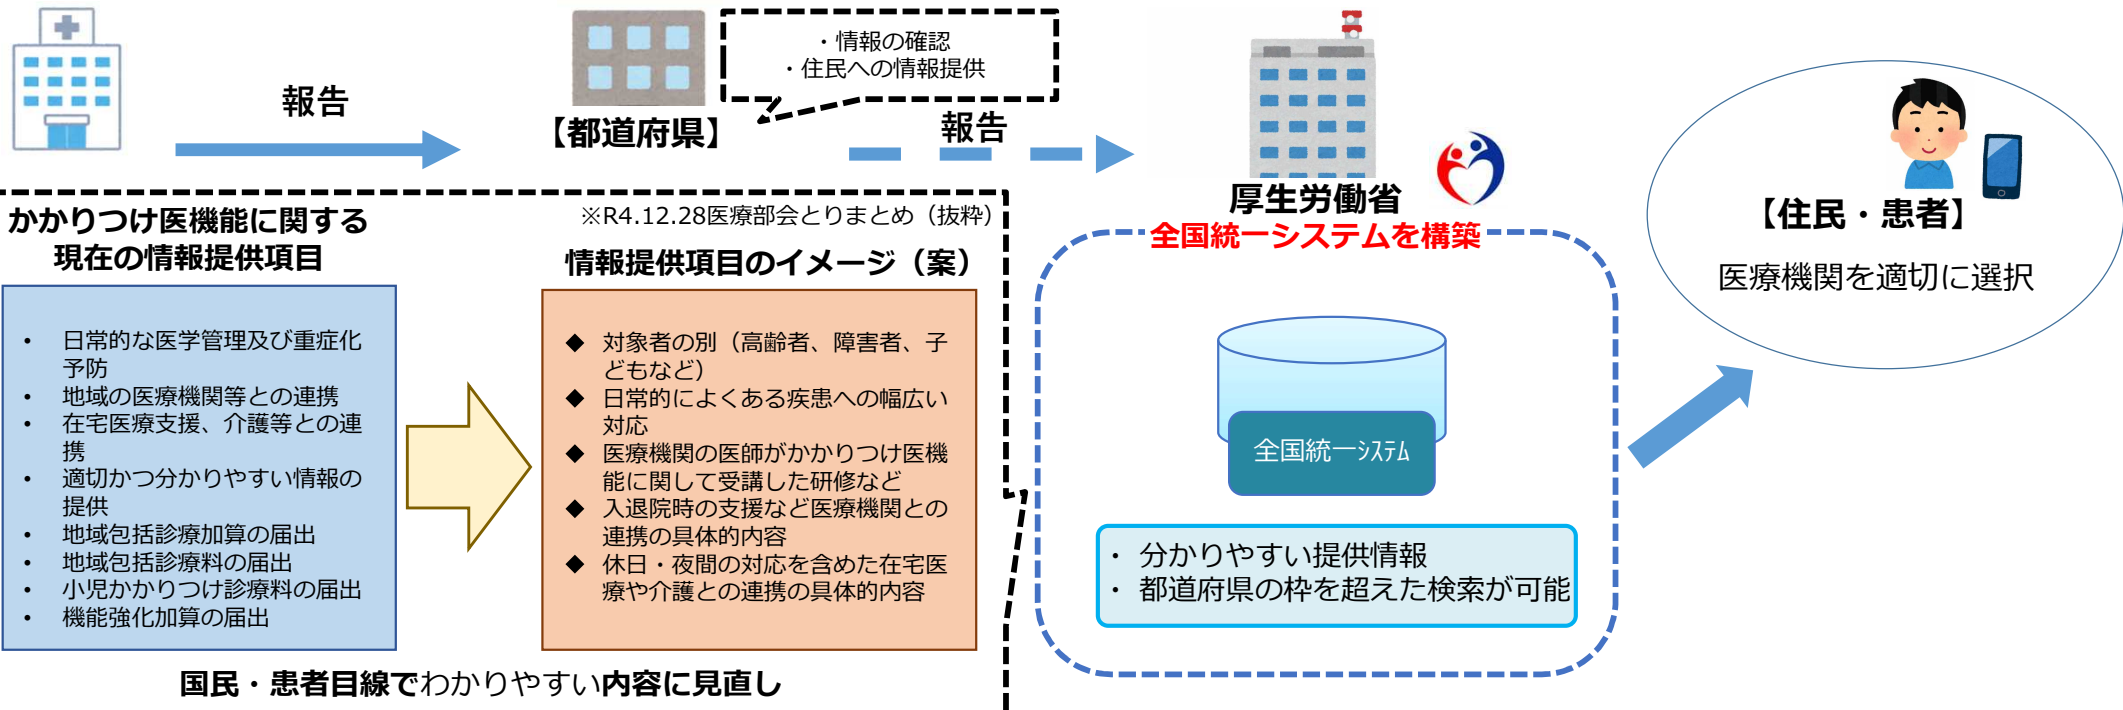 報告
【都道府県】
・情報の確認
・住民への情報提供
報告
厚生労働省
全国統一システムを構築
【住民・患者】
医療機関を適切に選択
かかりつけ医機能に関する
現在の情報提供項目
• 日常的な医学管理及び重症化
予防
• 地域の医療機関等との連携
• 在宅医療支援、介護等との連
携
• 適切かつ分かりやすい情報の
提供
• 地域包括診療加算の届出
• 地域包括診療料の届出
• 小児かかりつけ診療料の届出
• 機能強化加算の届出
※R4.12.28医療部会とりまとめ（抜粋）
情報提供項目のイメージ（案）
◆ 対象者の別（高齢者、障害者、子
どもなど）
◆ 日常的によくある疾患への幅広い
対応
◆ 医療機関の医師がかかりつけ医機
能に関して受講した研修など
◆ 入退院時の支援など医療機関との
連携の具体的内容
◆ 休日・夜間の対応を含めた在宅医
療や介護との連携の具体的内容
国民・患者目線でわかりやすい内容に見直し
全国統一ｼｽﾃﾑ
・ 分かりやすい提供情報
・ 都道府県の枠を超えた検索が可能